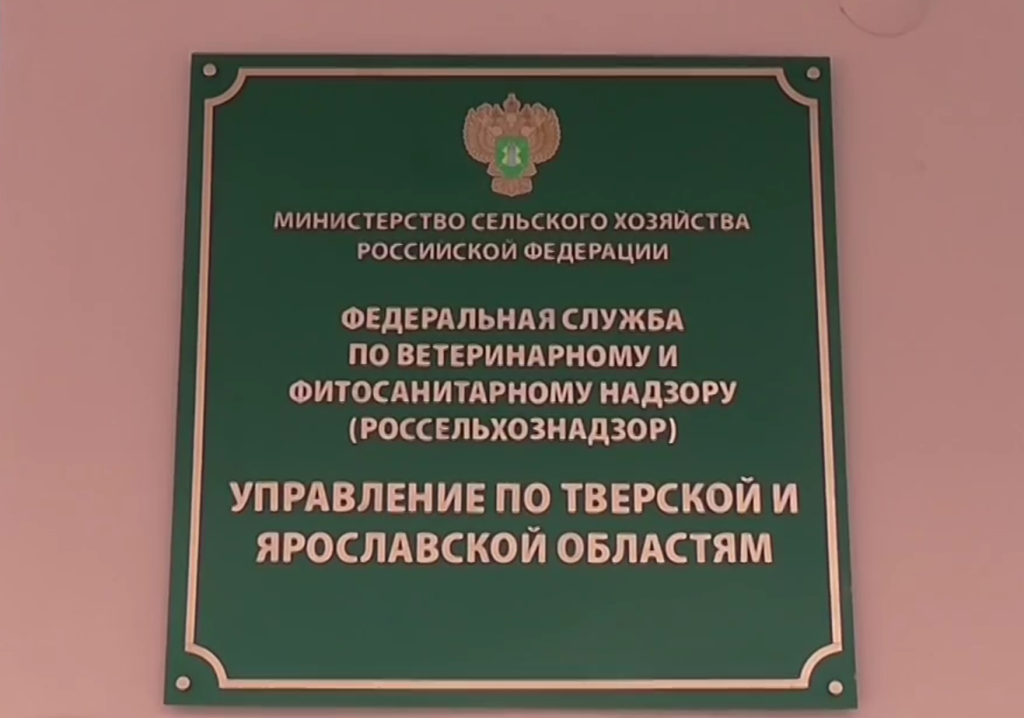 МИНИСТЕРСТВО СЕЛЬСКОГО ХОЗЯЙСТВА
РОССИЙСКОЙ ФЕДЕРАЦИИ
ФЕДЕРАЛЬНАЯ СЛУЖБА
ПО ВЕТЕРИНАРНОМУ И
ФИТОСАНИТАРНОМУ НАДЗОРУ
(РОССЕЛЬХОЗНАДЗОР)
УПРАВЛЕНИЕ ПО ТВЕРСКОЙ И
ЯРОСЛАВСКОЙ ОБЛАСТЯМ